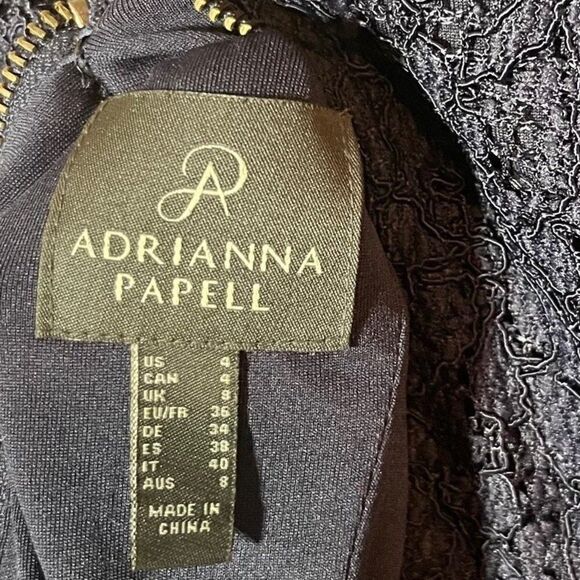 AP
ADRIANNA
PAPELL
US 4
CAN 4
UK 8
EU/FR 36
DE 34
ES 38
IT 40
AUS 8
MADE IN
CHINA